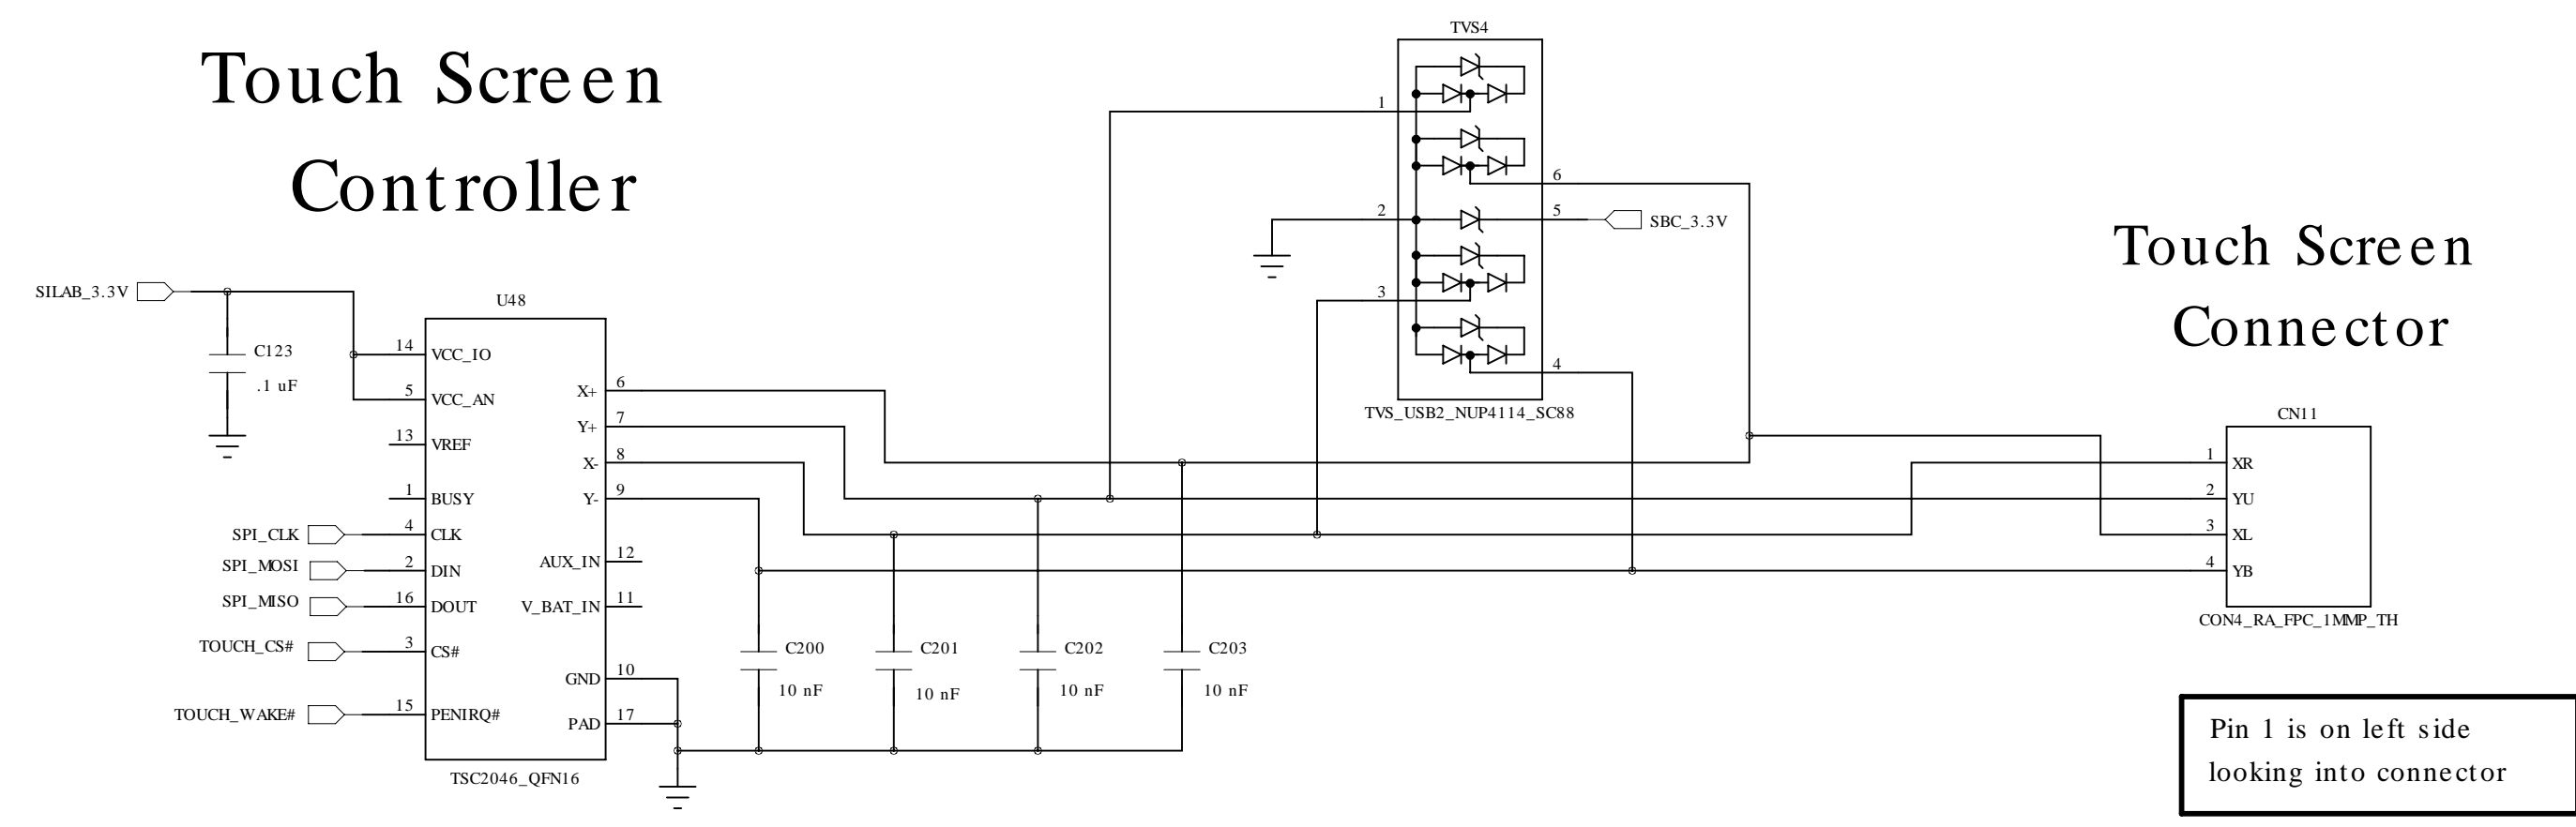 Touch Screen
Controller
TVS4
1
6
2
5
SBC_3.3V
3
4
TVS_USB2_NUP4114_SC88
Touch Screen
Connector
SILAB_3.3V
C123
.1 uF
U48
14 VCC_IO
5 VCC_AN
13 VREF
1 BUSY
SPI_CLK 4 CLK
SPI_MOSI 2 DIN
SPI_MISO 16 DOUT
TOUCH_CS# 3 CS#
TOUCH_WAKE# 15 PENIRQ#
X+ 6
Y+ 7
X- 8
Y- 9
AUX_IN 12
V_BAT_IN 11
GND 10
PAD 17
TSC2046_QFN16
C200
10 nF
C201
10 nF
C202
10 nF
C203
10 nF
CN11
1 XR
2 YU
3 XL
4 YB
CON4_RA_FPC_1MMP_TH
Pin 1 is on left side
looking into connector